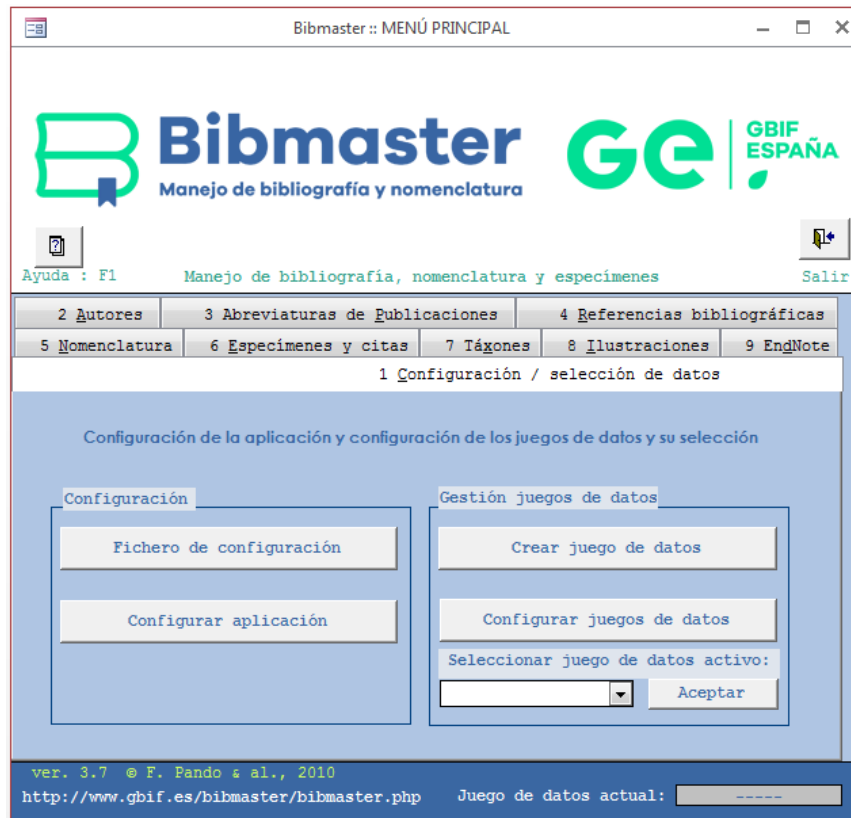 Bibmaster :: MENÚ PRINCIPAL
Bibmaster
Manejo de bibliografía y nomenclatura
Ge
GBIF
ESPAÑA
Ayuda : F1
Manejo de bibliografía, nomenclatura y especímenes
Salir
2 Autores
3 Abreviaturas de Publicaciones
4 Referencias bibliográficas
5 Nomenclatura
6 Especímenes y citas
7 Táxones
8 Ilustraciones
9 EndNote
1 Configuración / selección de datos
Configuración de la aplicación y configuración de los juegos de datos y su selección
Configuración
Fichero de configuración
Configurar aplicación
Gestión juegos de datos
Crear juego de datos
Configurar juegos de datos
Seleccionar juego de datos activo:
Aceptar
ver. 3.7 © F. Pando & al., 2010
http://www.gbif.es/bibmaster/bibmaster.php
Juego de datos actual: -----